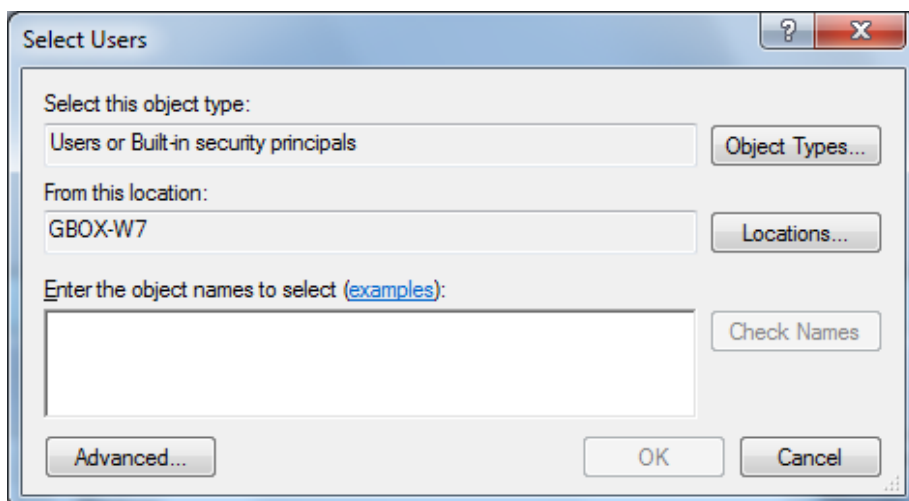 Select Users
?
X
Select this object type:
Users or Built-in security principals
Object Types...
From this location:
GBOX-W7
Locations...
Enter the object names to select (examples):
Check Names
Advanced...
OK
Cancel